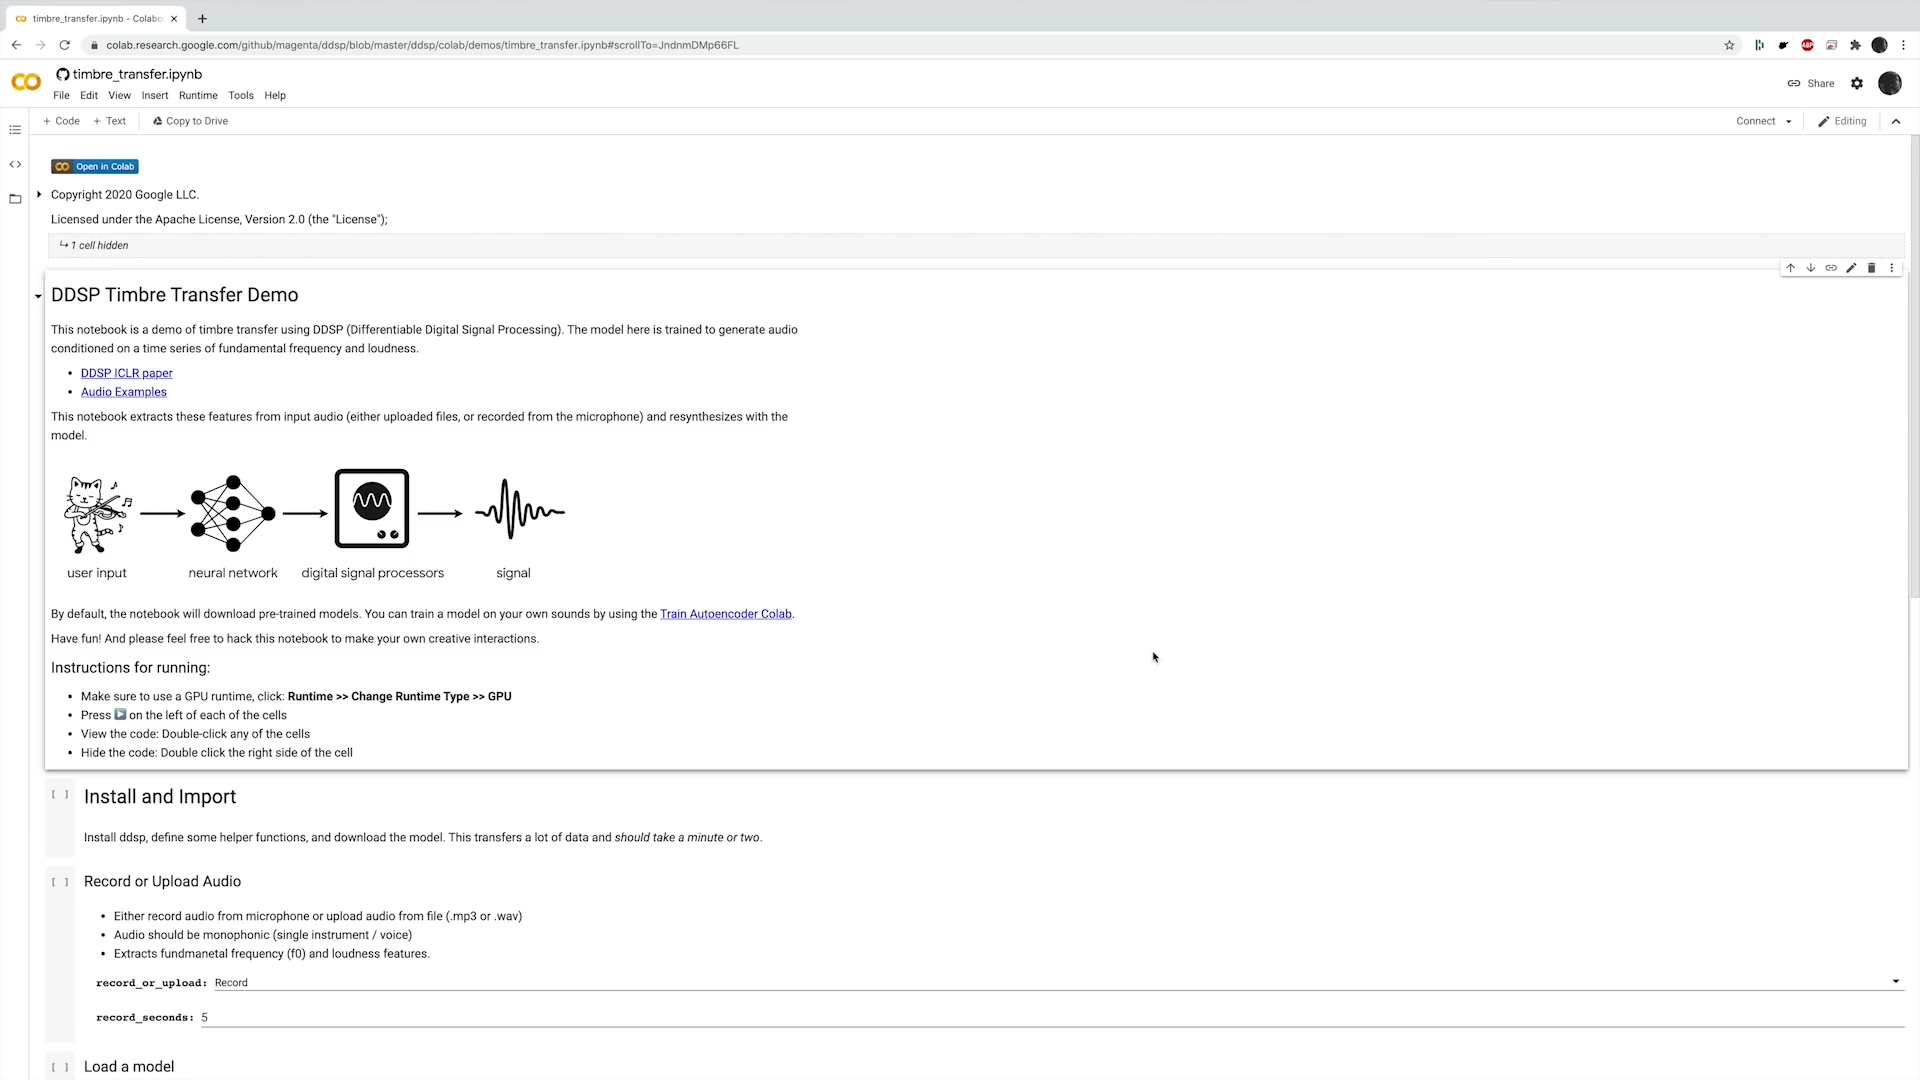 timbre_transfer.ipynb - Colabo
colab.research.google.com/github/magenta/ddsp/blob/master/ddsp/colab/demos/timbre_transfer.ipynb#scrollTo=JndnmDMp66FL
ABP
timbre_transfer.ipynb
File Edit View Insert Runtime Tools Help
Share
+ Code + Text Copy to Drive
Connect Editing
Open in Colab
Copyright 2020 Google LLC.
Licensed under the Apache License, Version 2.0 (the "License");
1 cell hidden
DDSP Timbre Transfer Demo
This notebook is a demo of timbre transfer using DDSP (Differentiable Digital Signal Processing). The model here is trained to generate audio
conditioned on a time series of fundamental frequency and loudness.
• DDSP ICLR paper
• Audio Examples
This notebook extracts these features from input audio (either uploaded files, or recorded from the microphone) and resynthesizes with the
model.
user input neural network digital signal processors signal
By default, the notebook will download pre-trained models. You can train a model on your own sounds by using the Train Autoencoder Colab.
Have fun! And please feel free to hack this notebook to make your own creative interactions.
Instructions for running:
• Make sure to use a GPU runtime, click: Runtime >> Change Runtime Type >> GPU
• Press ▶ on the left of each of the cells
• View the code: Double-click any of the cells
• Hide the code: Double click the right side of the cell
[ ] Install and Import
Install ddsp, define some helper functions, and download the model. This transfers a lot of data and should take a minute or two.
[ ] Record or Upload Audio
• Either record audio from microphone or upload audio from file (.mp3 or .wav)
• Audio should be monophonic (single instrument / voice)
• Extracts fundmanetal frequency (f0) and loudness features.
record_or_upload: Record
record_seconds: 5
[ ] Load a model